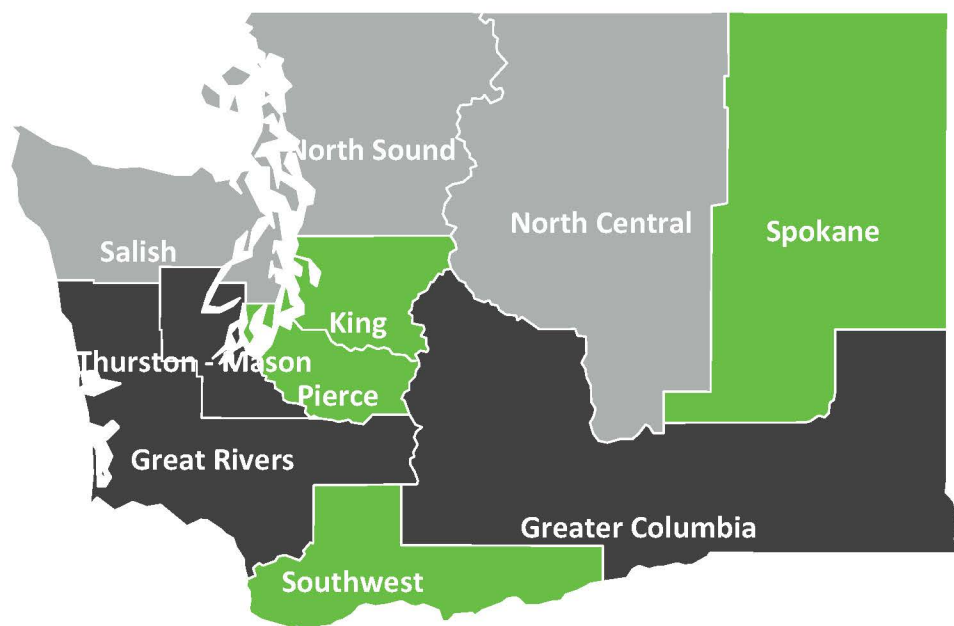 North Sound
North Central
Spokane
Salish
King
Thurston - Mason
Pierce
Great Rivers
Greater Columbia
Southwest